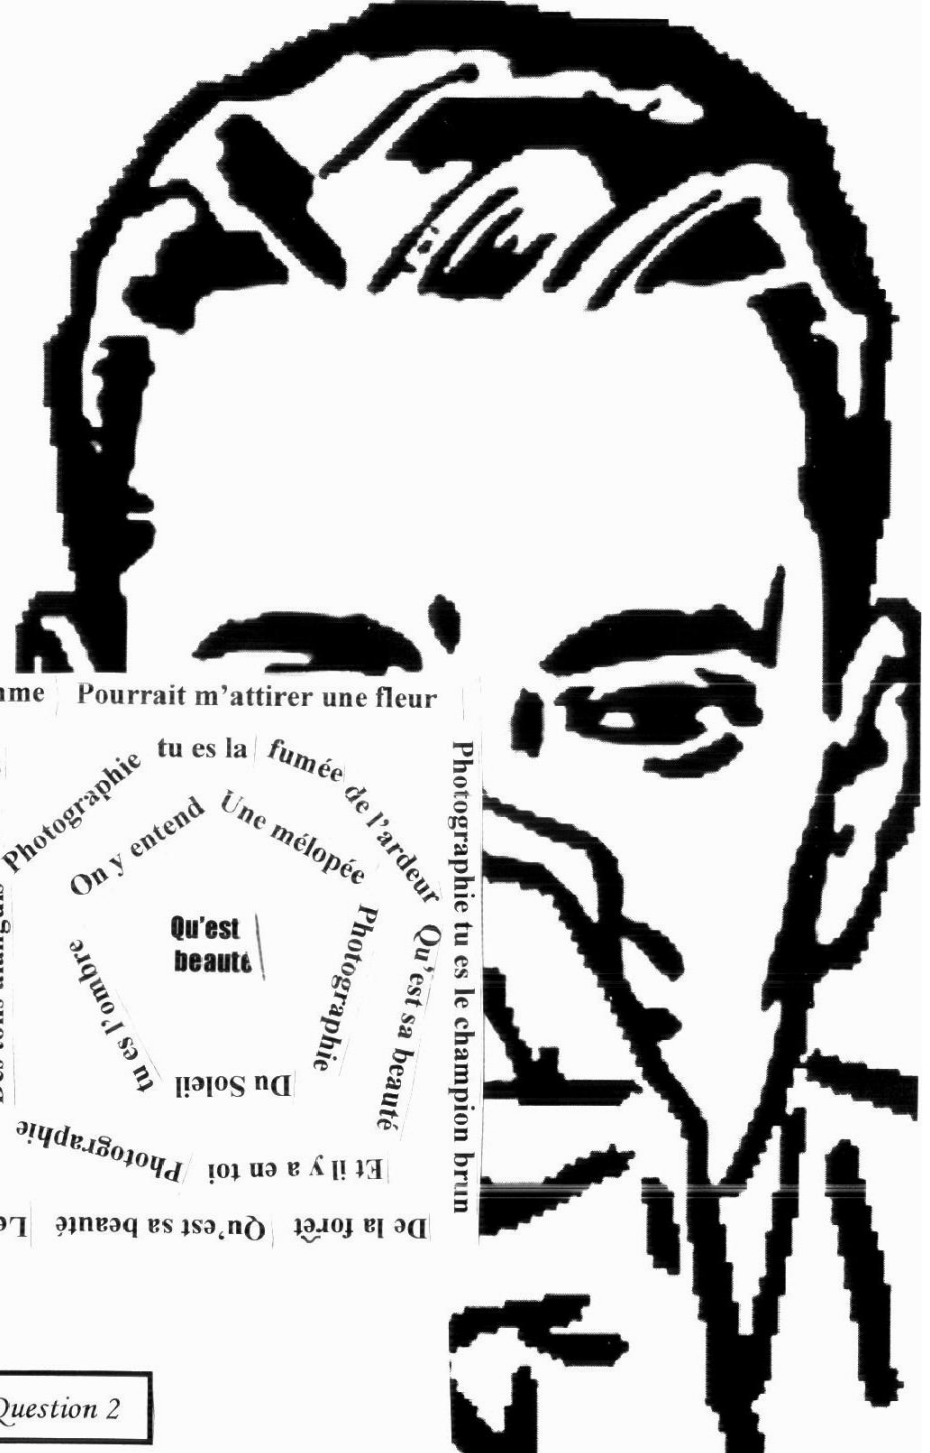 Pourrait m'attirer une fleur
Photographie tu es le champion brun
De la forêt Qu'est sa beauté
Photographie tu es la fumée de l'ardeur
Qu'est sa beauté
Et il y a en toi
Photographie
On y entend
Une mélopée
Photographie
Du Soleil
tu es l'ombre
Qu'est
beauté
Question 2